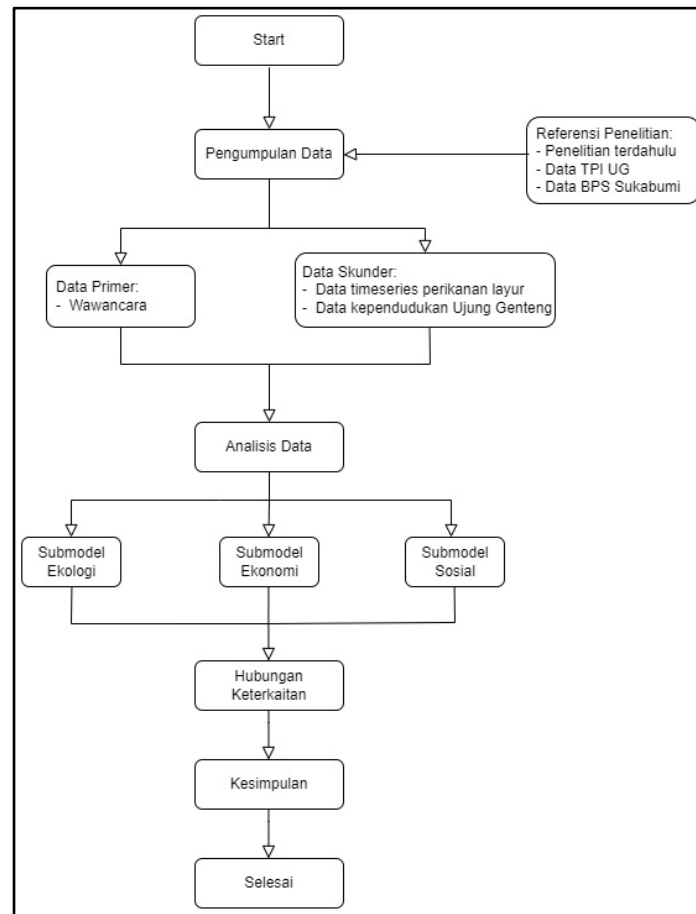 Start
Pengumpulan Data
Referensi Penelitian:
- Penelitian terdahulu
- Data TPI UG
- Data BPS Sukabumi
Data Primer:
- Wawancara
Data Skunder:
- Data timeseries perikanan layur
- Data kependudukan Ujung Genteng
Analisis Data
Submodel
Ekologi
Submodel
Ekonomi
Submodel
Sosial
Hubungan
Keterkaitan
Kesimpulan
Selesai